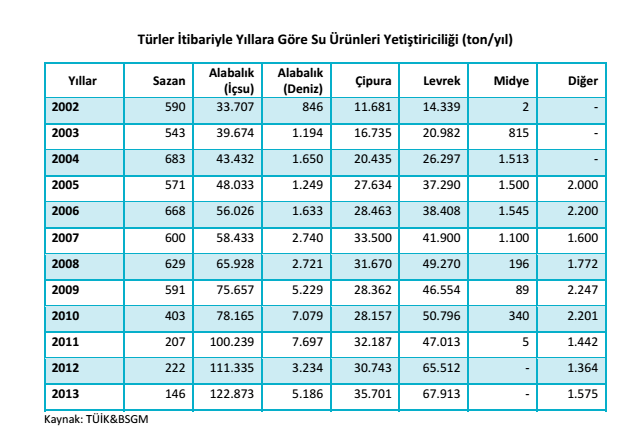 Türler İtibariyle Yıllara Göre Su Ürünleri Yetiştiriciliği (ton/yıl)
Yıllar Sazan Alabalık (İçsu) Alabalık (Deniz) Çipura Levrek Midye Diğer
2002 590 33.707 846 11.681 14.339 2 -
2003 543 39.674 1.194 16.735 20.982 815 -
2004 683 43.432 1.650 20.435 26.297 1.513 -
2005 571 48.033 1.249 27.634 37.290 1.500 2.000
2006 668 56.026 1.633 28.463 38.408 1.545 2.200
2007 600 58.433 2.740 33.500 41.900 1.100 1.600
2008 629 65.928 2.721 31.670 49.270 196 1.772
2009 591 75.657 5.229 28.362 46.554 89 2.247
2010 403 78.165 7.079 28.157 50.796 340 2.201
2011 207 100.239 7.697 32.187 47.013 5 1.442
2012 222 111.335 3.234 30.743 65.512 - 1.364
2013 146 122.873 5.186 35.701 67.913 - 1.575
Kaynak: TÜİK&BSGM